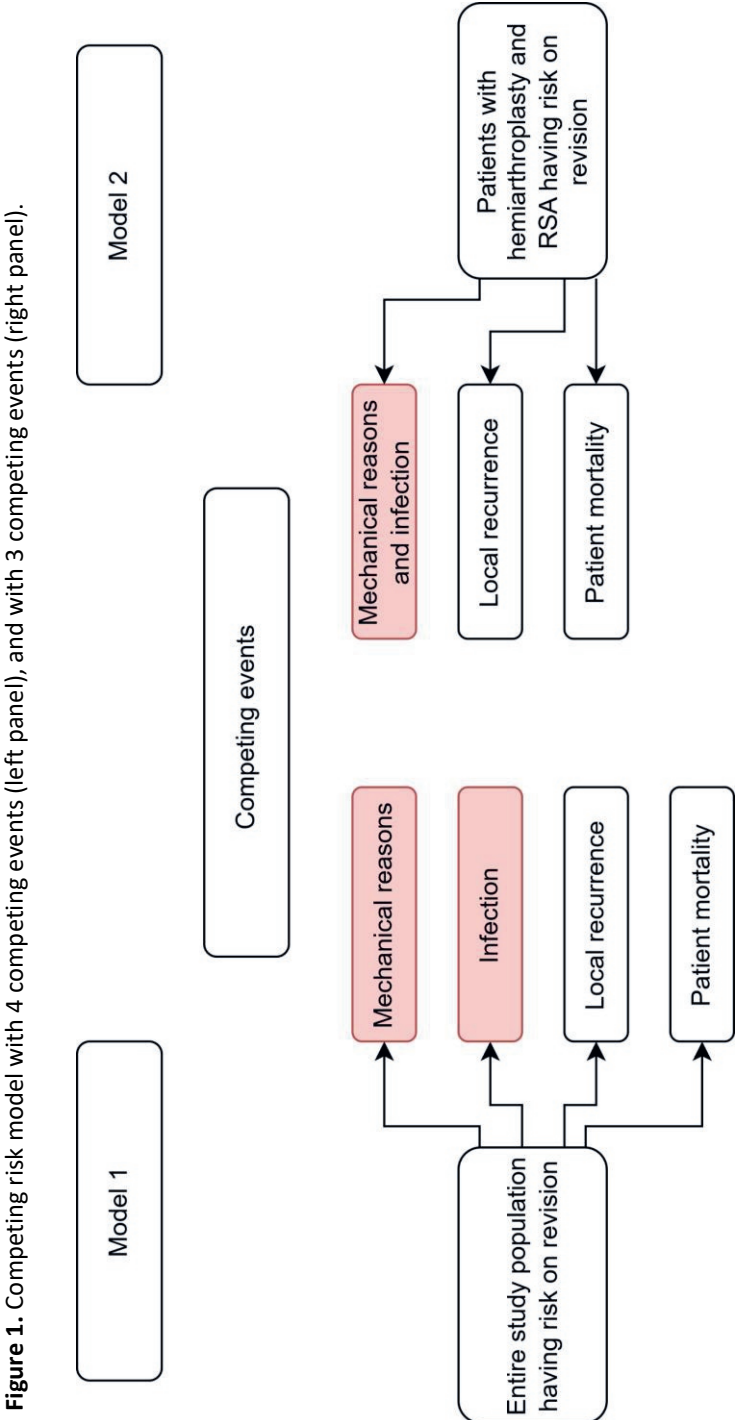 Figure 1. Competing risk model with 4 competing events (left panel), and with 3 competing events (right panel).
Model 1
Model 2
Competing events
Entire study population
having risk on revision
Mechanical reasons
Infection
Local recurrence
Patient mortality
Mechanical reasons
and infection
Local recurrence
Patient mortality
Patients with
hemiarthroplasty and
RSA having risk on
revision